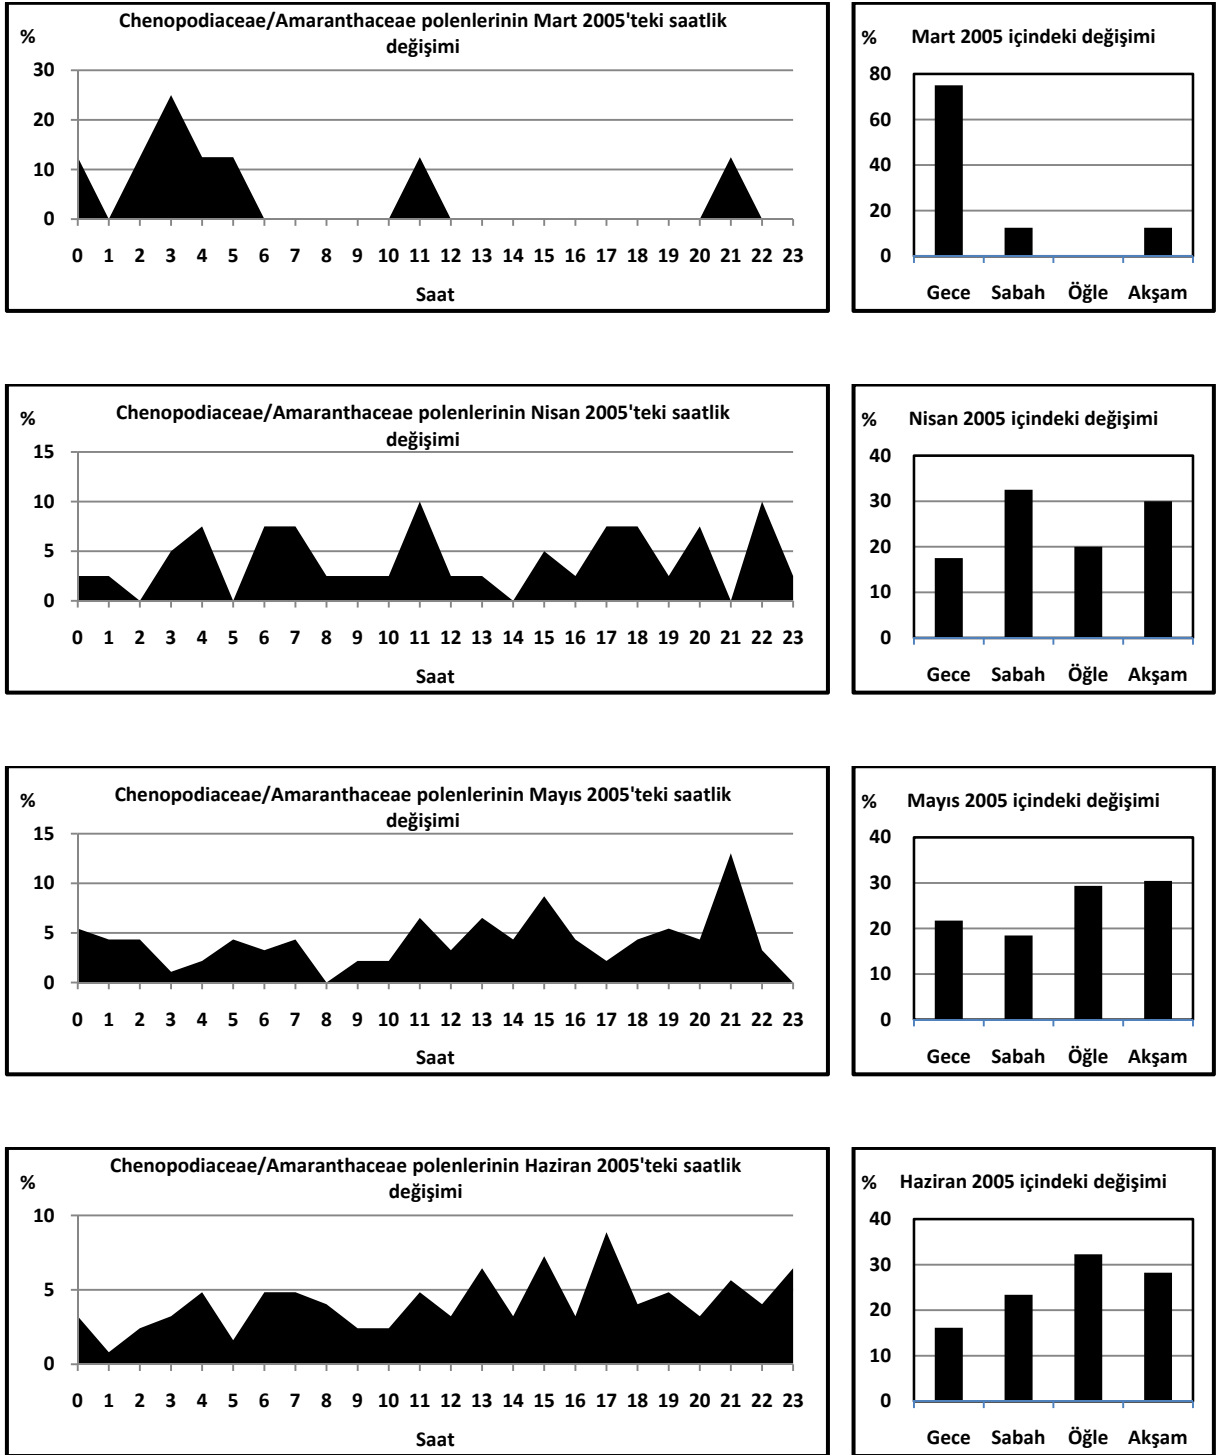 Chenopodiaceae/Amaranthaceae polenlerinin Mart 2005'teki saatlik
değişimi
%
30
20
10
0
0 1 2 3 4 5 6 7 8 9 10 11 12 13 14 15 16 17 18 19 20 21 22 23
Saat
% Mart 2005 içindeki değişimi
80
60
40
20
0
Gece Sabah Öğle Akşam
Chenopodiaceae/Amaranthaceae polenlerinin Nisan 2005'teki saatlik
değişimi
%
15
10
5
0
0 1 2 3 4 5 6 7 8 9 10 11 12 13 14 15 16 17 18 19 20 21 22 23
Saat
% Nisan 2005 içindeki değişimi
40
30
20
10
0
Gece Sabah Öğle Akşam
Chenopodiaceae/Amaranthaceae polenlerinin Mayıs 2005'teki saatlik
değişimi
%
15
10
5
0
0 1 2 3 4 5 6 7 8 9 10 11 12 13 14 15 16 17 18 19 20 21 22 23
Saat
% Mayıs 2005 içindeki değişimi
40
30
20
10
0
Gece Sabah Öğle Akşam
Chenopodiaceae/Amaranthaceae polenlerinin Haziran 2005'teki saatlik
değişimi
%
10
5
0
0 1 2 3 4 5 6 7 8 9 10 11 12 13 14 15 16 17 18 19 20 21 22 23
Saat
% Haziran 2005 içindeki değişimi
40
30
20
10
0
Gece Sabah Öğle Akşam